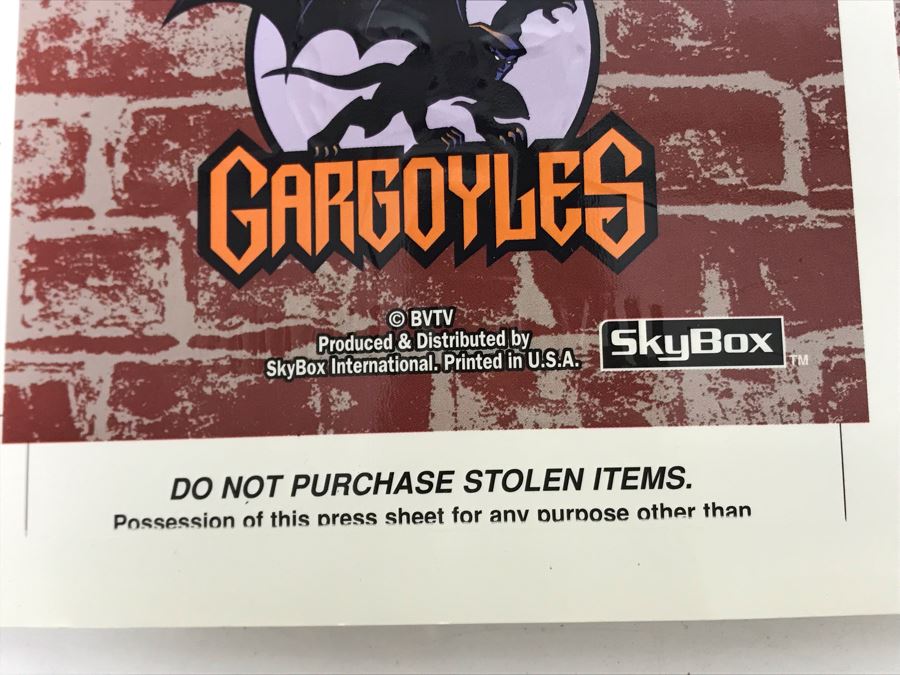 GARGOYLES
© BVTV
Produced & Distributed by
SkyBox International. Printed in U.S.A.
SkyBox TM
DO NOT PURCHASE STOLEN ITEMS.
Possession of this press sheet for any purpose other than